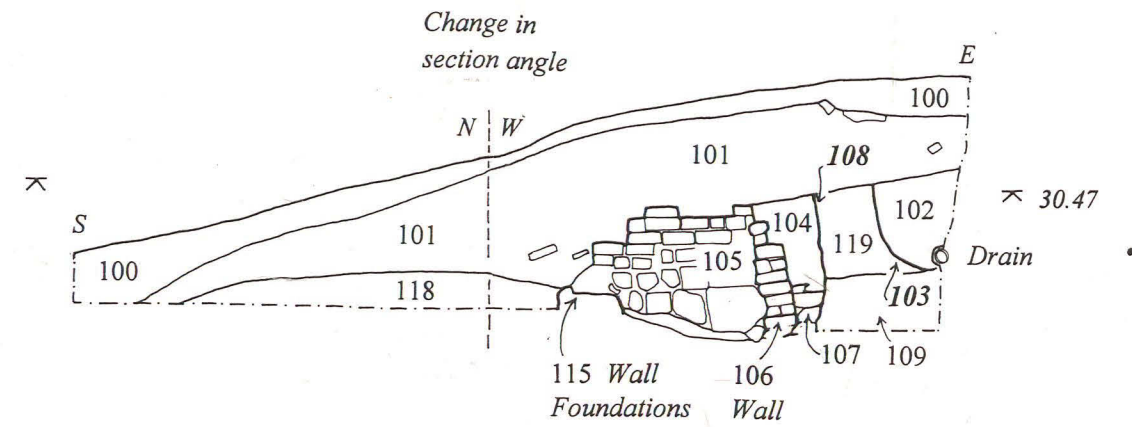 Change in
section angle
E
100
N W
101
108
30.47
S
104
102
101
119
105
Drain
100
118
103
107
109
115 Wall
Foundations
106
Wall